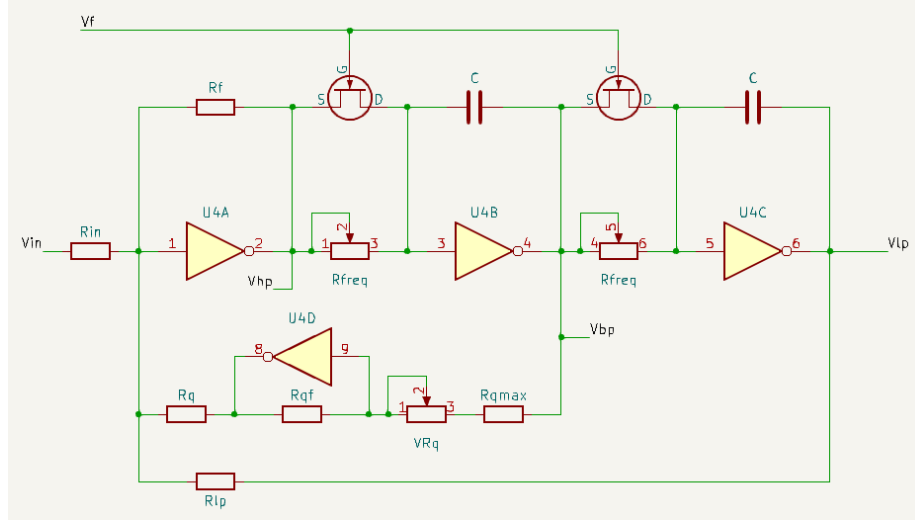 Vf
G
G
Rf
S
D
C
S
D
C
U4A
U4B
U4C
Vin
Rin
1
2
1
2
3
3
4
4
5
6
5
6
Vlp
Vhp
Rfreq
Rfreq
U4D
Vbp
8
9
Rq
Rqf
1
2
3
Rqmax
VRq
Rlp